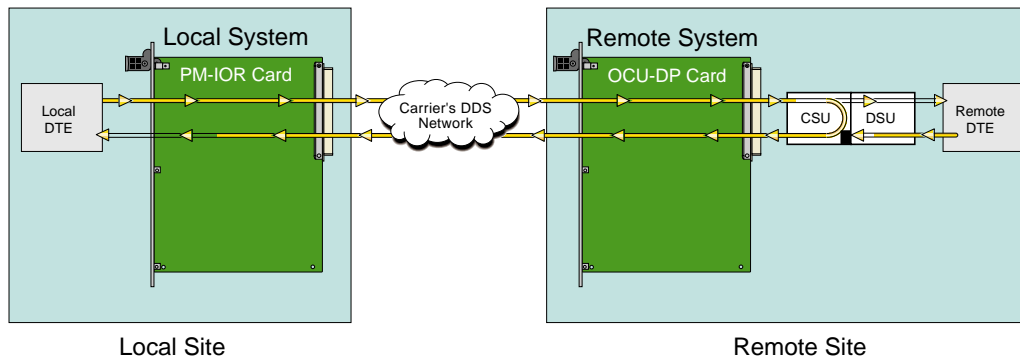 Local System
PM-IOR Card
Local
DTE
Carrier's DDS
Network
Remote System
OCU-DP Card
CSU
DSU
Remote
DTE
Local Site
Remote Site